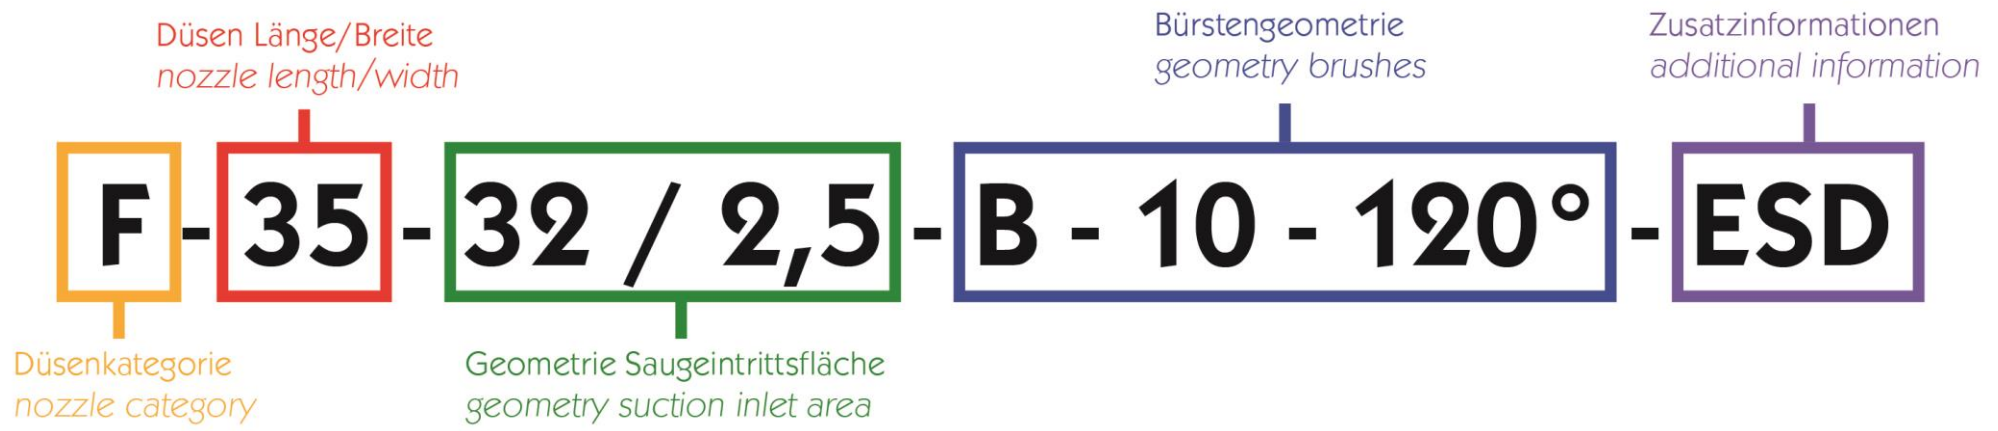 Düsen Länge/Breite
nozzle length/width
Bürstengeometrie
geometry brushes
Zusatzinformationen
additional information
F - 35 - 32 / 2,5 - B - 10 - 120° - ESD
Düsenkategorie
nozzle category
Geometrie Saugeintrittsfläche
geometry suction inlet area